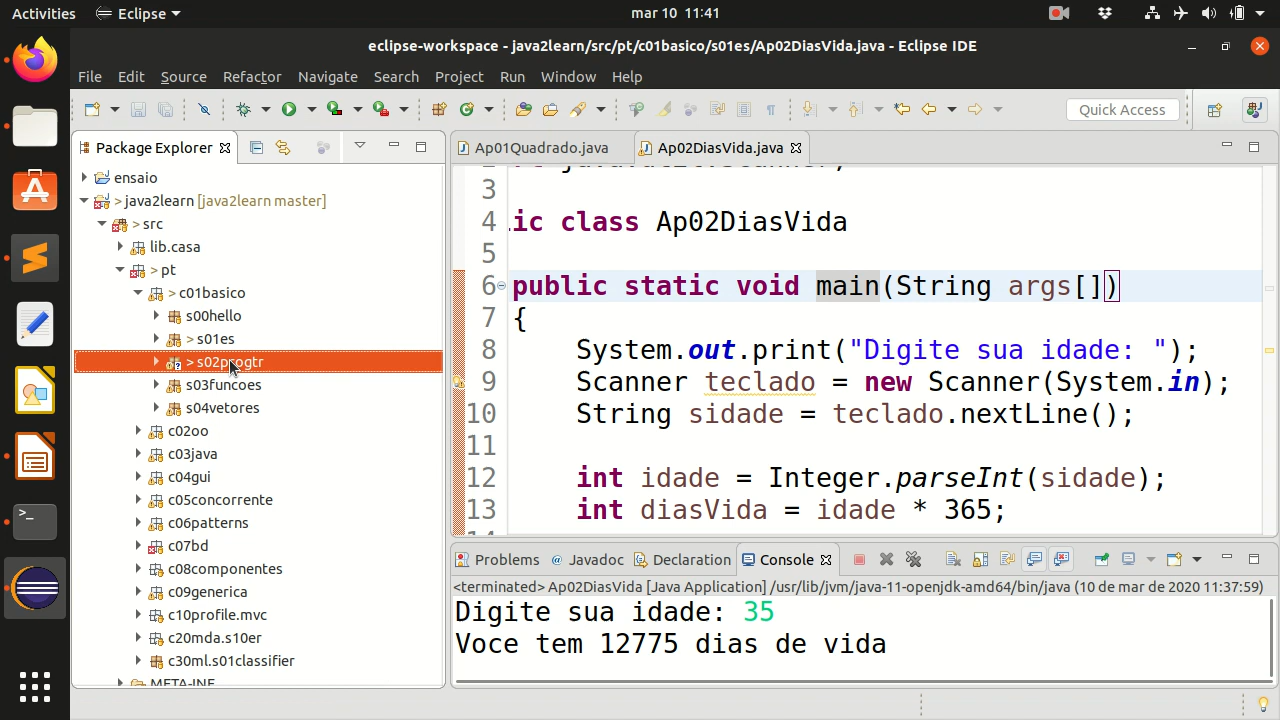 Activities Eclipse mar 10 11:41
eclipse-workspace - java2learn/src/pt/c01basico/s01es/Ap02DiasVida.java - Eclipse IDE
File Edit Source Refactor Navigate Search Run Project Window Help
Quick Access
Package Explorer
ensaio
> java2learn [java2learn master]
> src
lib.casa
> pt
> c01basico
s00hello
> s01es
> s02progtr
s03funcoes
s04vetores
c02oo
c03java
c04gui
c05concorrente
c06patterns
c07bd
c08componentes
c09generica
c10profile.mvc
c20mda.s10er
c30ml.s01classifier
META-INF
Ap01Quadrado.java Ap02DiasVida.java
3
4 ic class Ap02DiasVida
5
6 public static void main(String args[])
7 {
8 System.out.print("Digite sua idade: ");
9 Scanner teclado = new Scanner(System.in);
10 String sidade = teclado.nextLine();
11
12 int idade = Integer.parseInt(sidade);
13 int diasVida = idade * 365;
Problems Javadoc Declaration Console
<terminated> Ap02DiasVida [Java Application] /usr/lib/jvm/java-11-openjdk-amd64/bin/java (10 de mar de 2020 11:37:59)
Digite sua idade: 35
Voce tem 12775 dias de vida